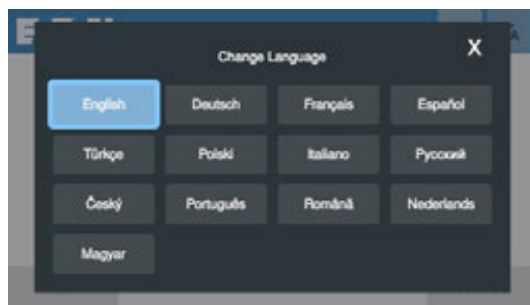 Change Language
X
English Deutsch Français Español
Türkçe Polski Italiano Русский
Český Português Română Nederlands
Magyar